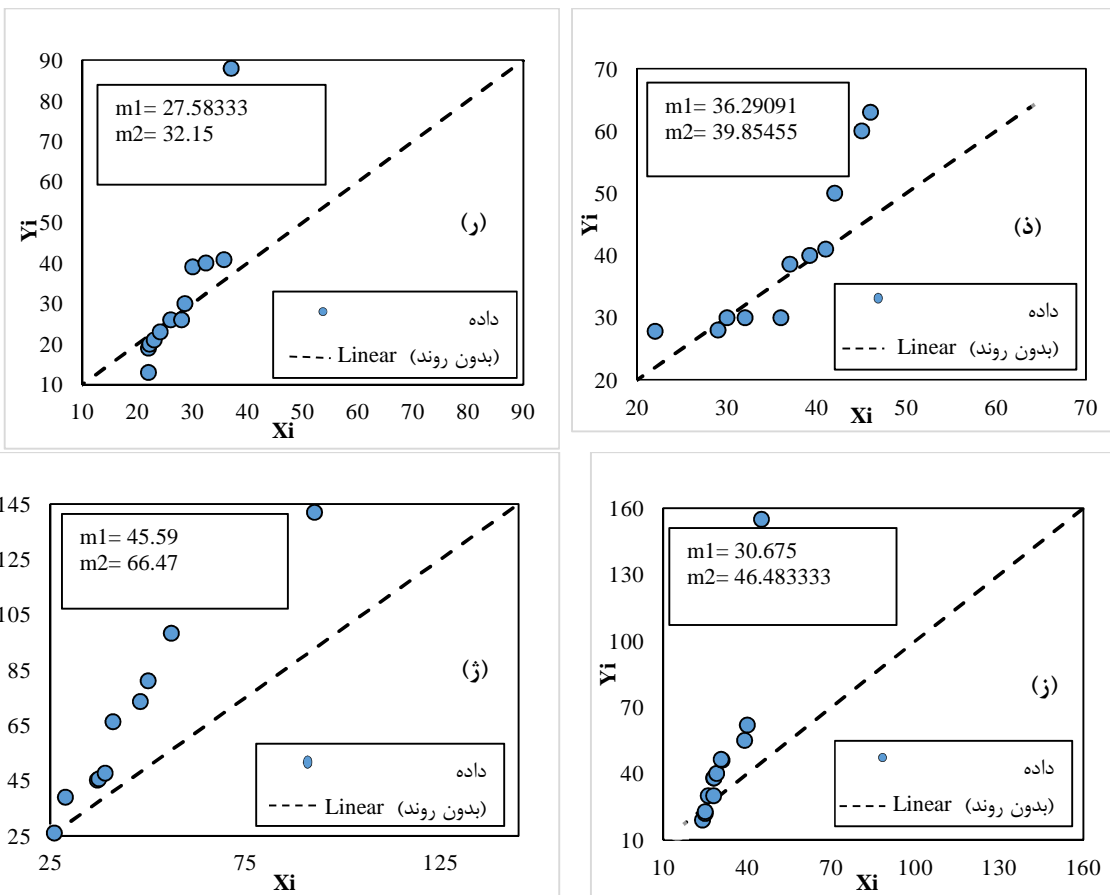 90
80
70
60
50
40
30
20
10
Yi
m1= 27.58333
m2= 32.15
(ر)
داده
Linear (بدون روند)
10 20 30 40 50 60 70 80 90
Xi
70
60
50
40
30
20
Yi
m1= 36.29091
m2= 39.85455
(ذ)
داده
Linear (بدون روند)
20 30 40 50 60 70
Xi
145
125
105
85
65
45
25
m1= 45.59
m2= 66.47
(ژ)
داده
Linear (بدون روند)
25 75 125
Xi
160
130
100
70
40
10
Yi
m1= 30.675
m2= 46.483333
(ز)
داده
Linear (بدون روند)
10 40 70 100 130 160
Xi